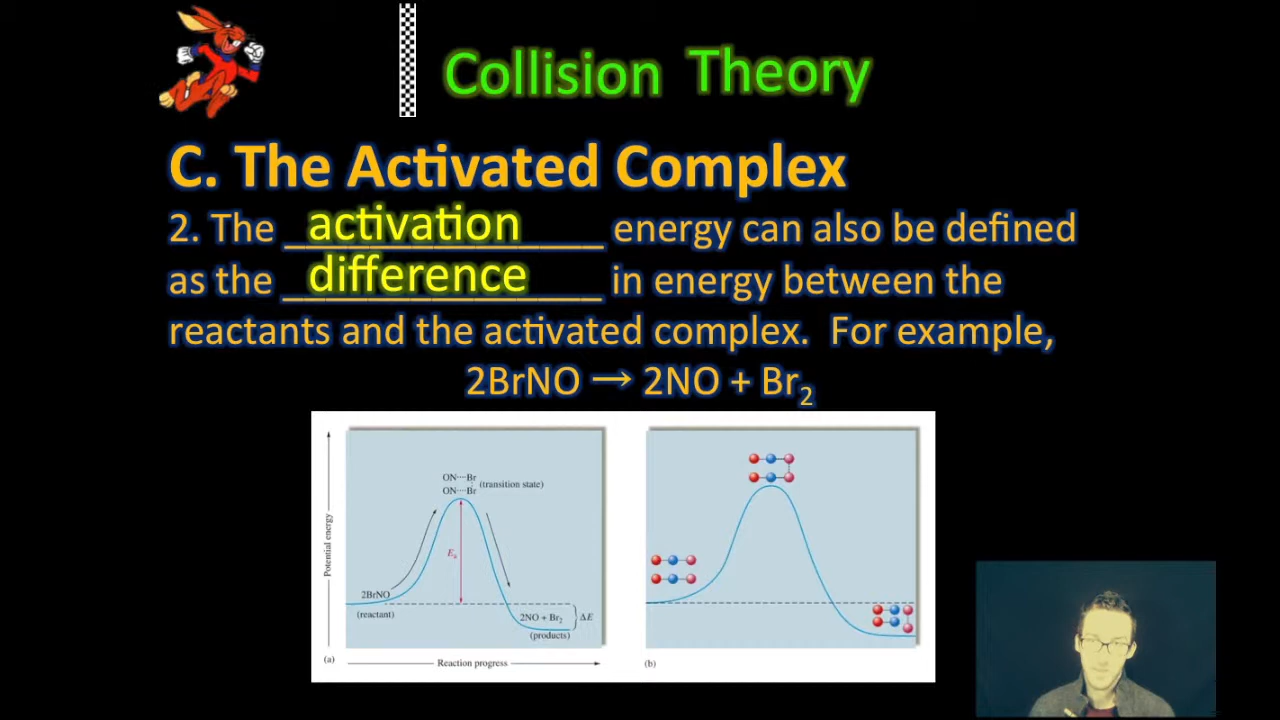 Collision Theory
C. The Activated Complex
2. The activation energy can also be defined
as the difference in energy between the
reactants and the activated complex. For example,
2BrNO → 2NO + Br₂
ON····Br
ON····Br
(transition state)
Potential energy
Eₐ
2BrNO
(reactant)
2NO + Br₂
(products)
ΔE
(a)
Reaction progress
(b)